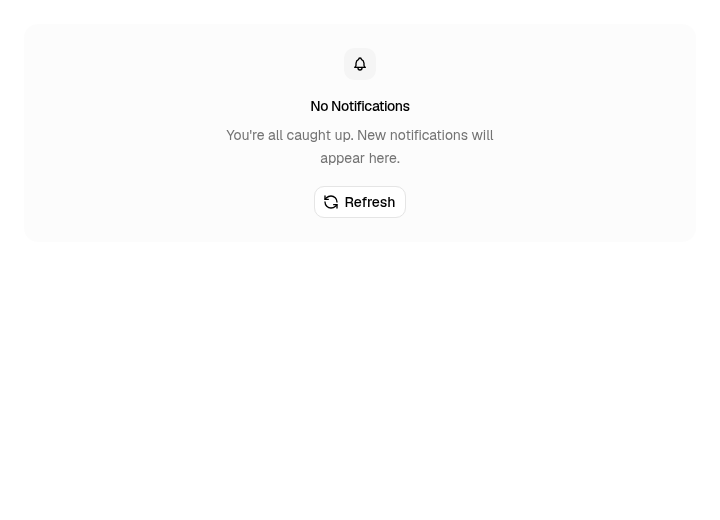 No Notifications
You're all caught up. New notifications will
appear here.
Refresh